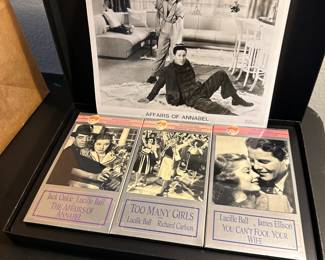 AFFAIRS OF ANNABEL
Jack Oakie Lucille Ball
THE AFFAIRS OF
ANNABEL
TOO MANY GIRLS
Lucille Ball Richard Carlson
Lucille Ball James Ellison
YOU CAN'T FOOL YOUR
WIFE